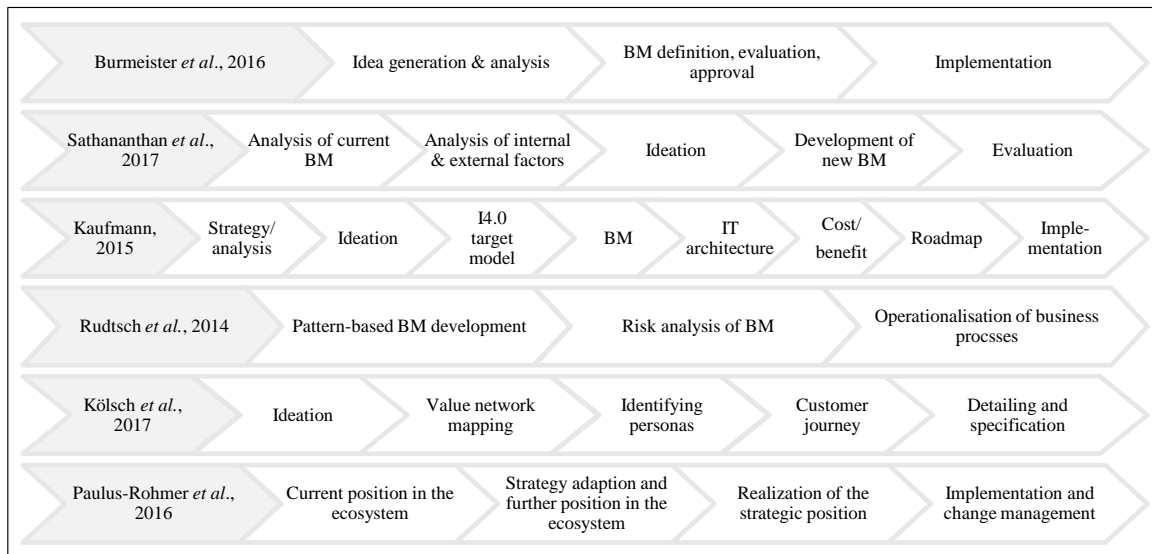 Burmeister et al., 2016
Idea generation & analysis
BM definition, evaluation,
approval
Implementation
Sathananthan et al.,
2017
Analysis of current
BM
Analysis of internal
& external factors
Ideation
Development of
new BM
Evaluation
Kaufmann,
2015
Strategy/
analysis
Ideation
I4.0
target
model
BM
IT
architecture
Cost/
benefit
Roadmap
Imple-
mentation
Rudtsch et al., 2014
Pattern-based BM development
Risk analysis of BM
Operationalisation of business
procsses
Kölsch et al.,
2017
Ideation
Value network
mapping
Identifying
personas
Customer
journey
Detailing and
specification
Paulus-Rohmer et al.,
2016
Current position in the
ecosystem
Strategy adaption and
further position in the
ecosystem
Realization of the
strategic position
Implementation and
change management